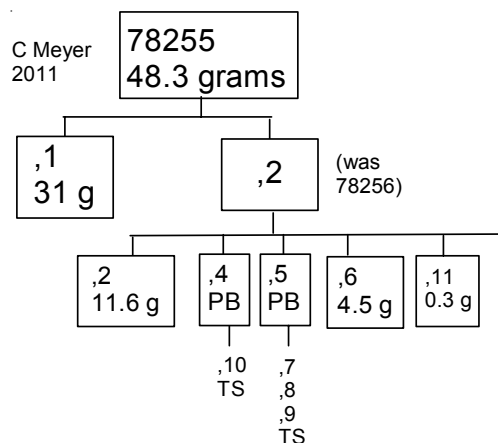 C Meyer
2011
78255
48.3 grams
,1
31 g
,2
(was
78256)
,2
11.6 g
,4
PB
,5
PB
,6
4.5 g
,11
0.3 g
,10
TS
,7
,8
,9
TS